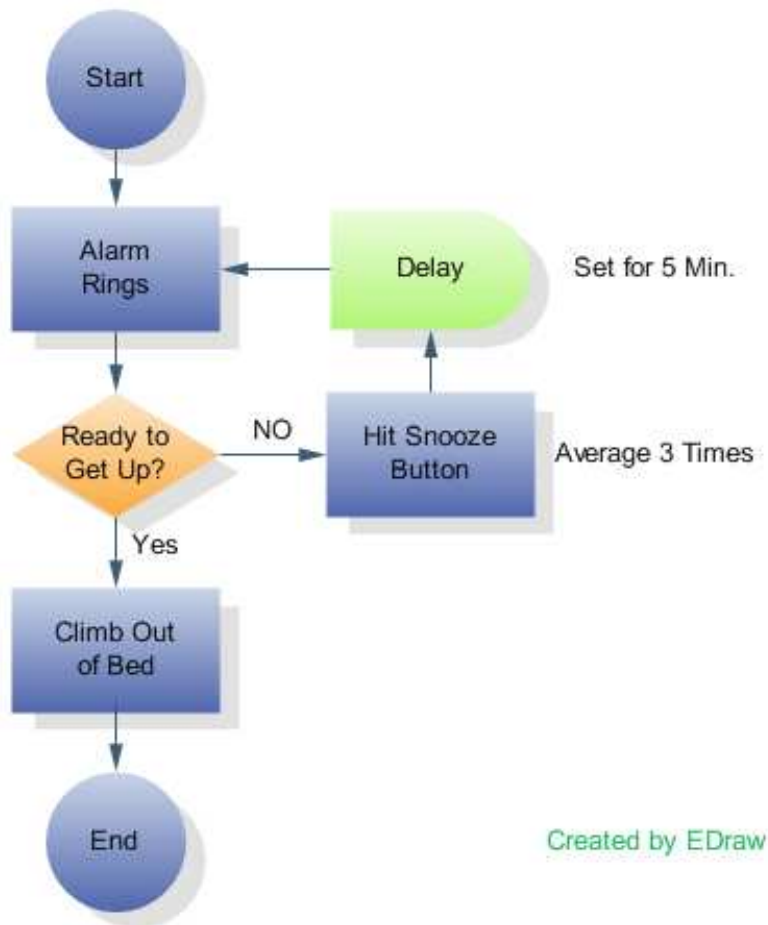 Start
Alarm
Rings
Delay
Set for 5 Min.
Ready to
Get Up?
NO
Hit Snooze
Button
Average 3 Times
Yes
Climb Out
of Bed
End
Created by EDraw